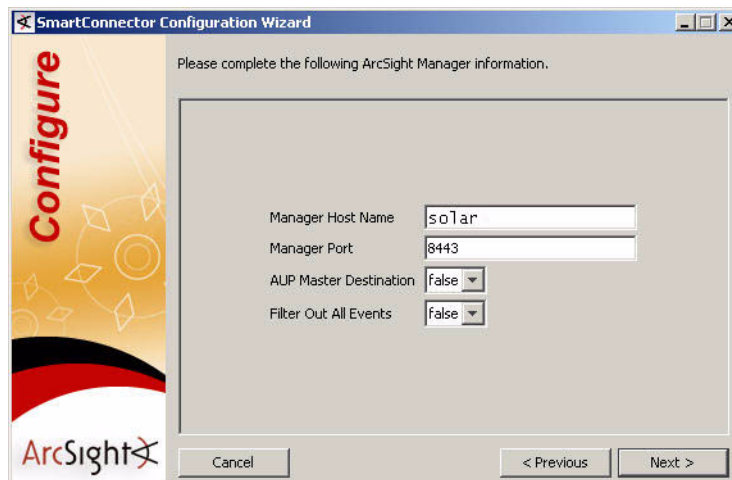 SmartConnector Configuration Wizard
Configure
Please complete the following ArcSight Manager information.
Manager Host Name solar
Manager Port 8443
AUP Master Destination false
Filter Out All Events false
ArcSight
Cancel < Previous Next >